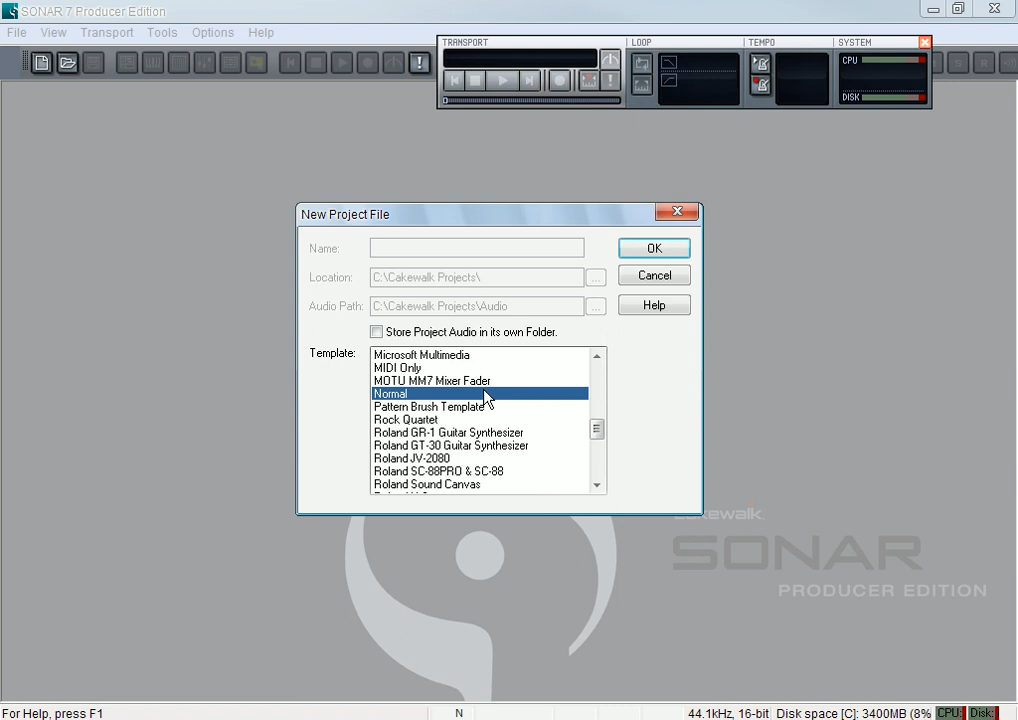 SONAR 7 Producer Edition
File View Transport Tools Options Help
TRANSPORT LOOP TEMPO SYSTEM
CPU
DISK
S R
New Project File
Name: OK
Location: C:\Cakewalk Projects\ ... Cancel
Audio Path: C:\Cakewalk Projects\Audio ... Help
Store Project Audio in its own Folder.
Template: Microsoft Multimedia
MIDI Only
MOTU MM7 Mixer Fader
Normal
Pattern Brush Template
Rock Quartet
Roland GR-1 Guitar Synthesizer
Roland GT-30 Guitar Synthesizer
Roland JV-2080
Roland SC-88PRO & SC-88
Roland Sound Canvas
cakewalk.
SONAR
PRODUCER EDITION
For Help, press F1 N 44.1kHz, 16-bit Disk space [C]: 3400MB (8% CPU: Disk: